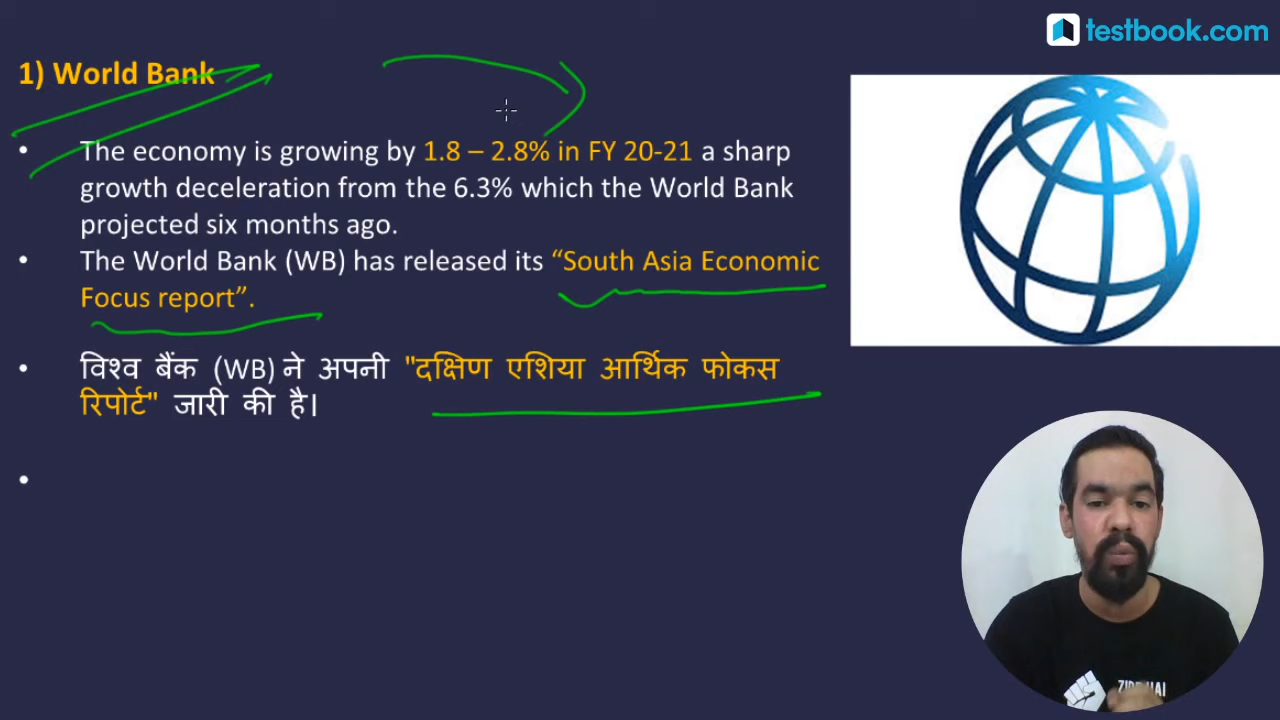 testbook.com
1) World Bank
• The economy is growing by 1.8 – 2.8% in FY 20-21 a sharp
growth deceleration from the 6.3% which the World Bank
projected six months ago.
• The World Bank (WB) has released its “South Asia Economic
Focus report”.
• विश्व बैंक (WB) ने अपनी "दक्षिण एशिया आर्थिक फोकस
रिपोर्ट" जारी की है।
•